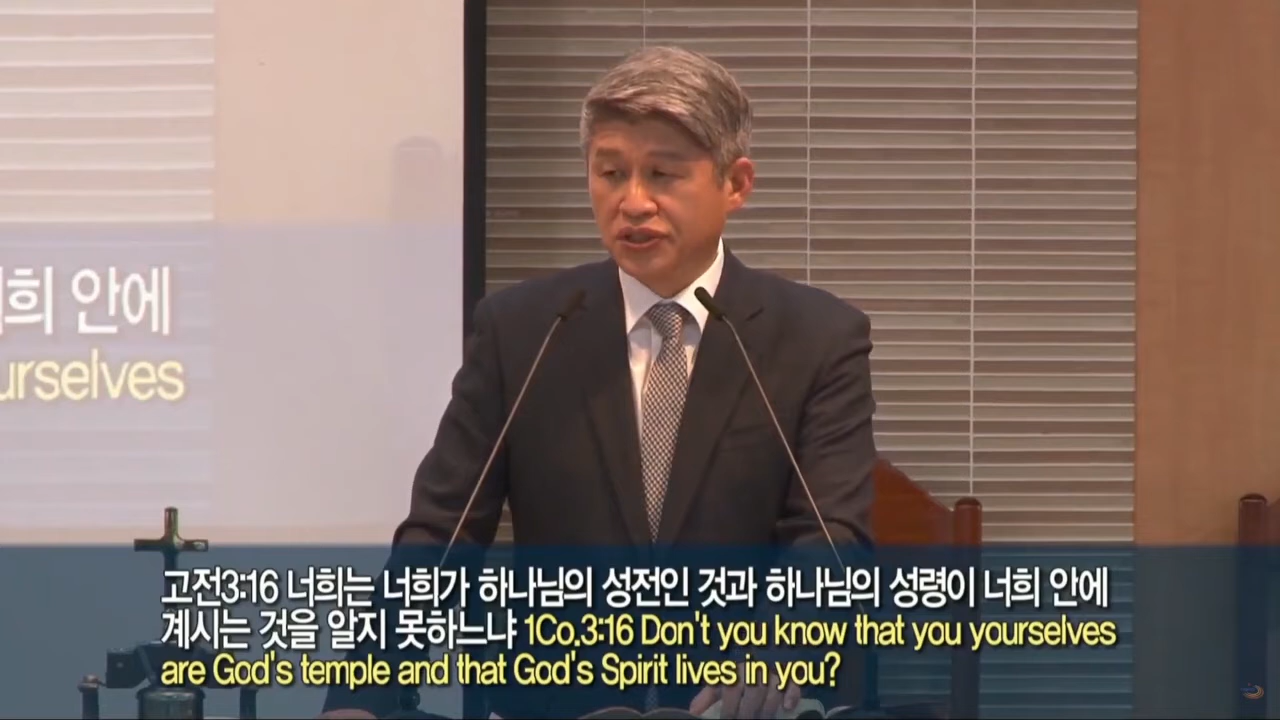 희 안에
urselves
고전3:16 너희는 너희가 하나님의 성전인 것과 하나님의 성령이 너희 안에
계시는 것을 알지 못하느냐 1Co.3:16 Don't you know that you yourselves
are God's temple and that God's Spirit lives in you?